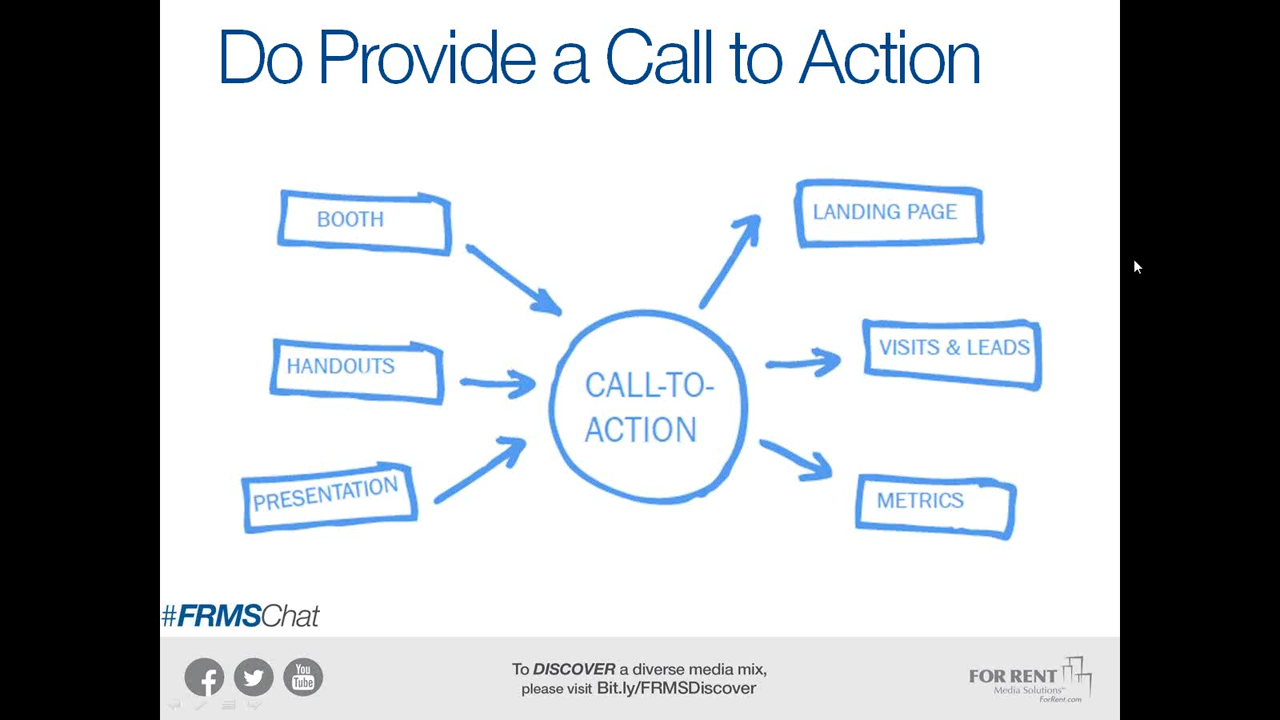 Do Provide a Call to Action
BOOTH
LANDING PAGE
HANDOUTS
VISITS & LEADS
CALL-TO-
ACTION
PRESENTATION
METRICS
#FRMSChat
You
Tube
To DISCOVER a diverse media mix,
please visit Bit.ly/FRMSDiscover
FOR RENT
Media Solutions™
ForRent.com